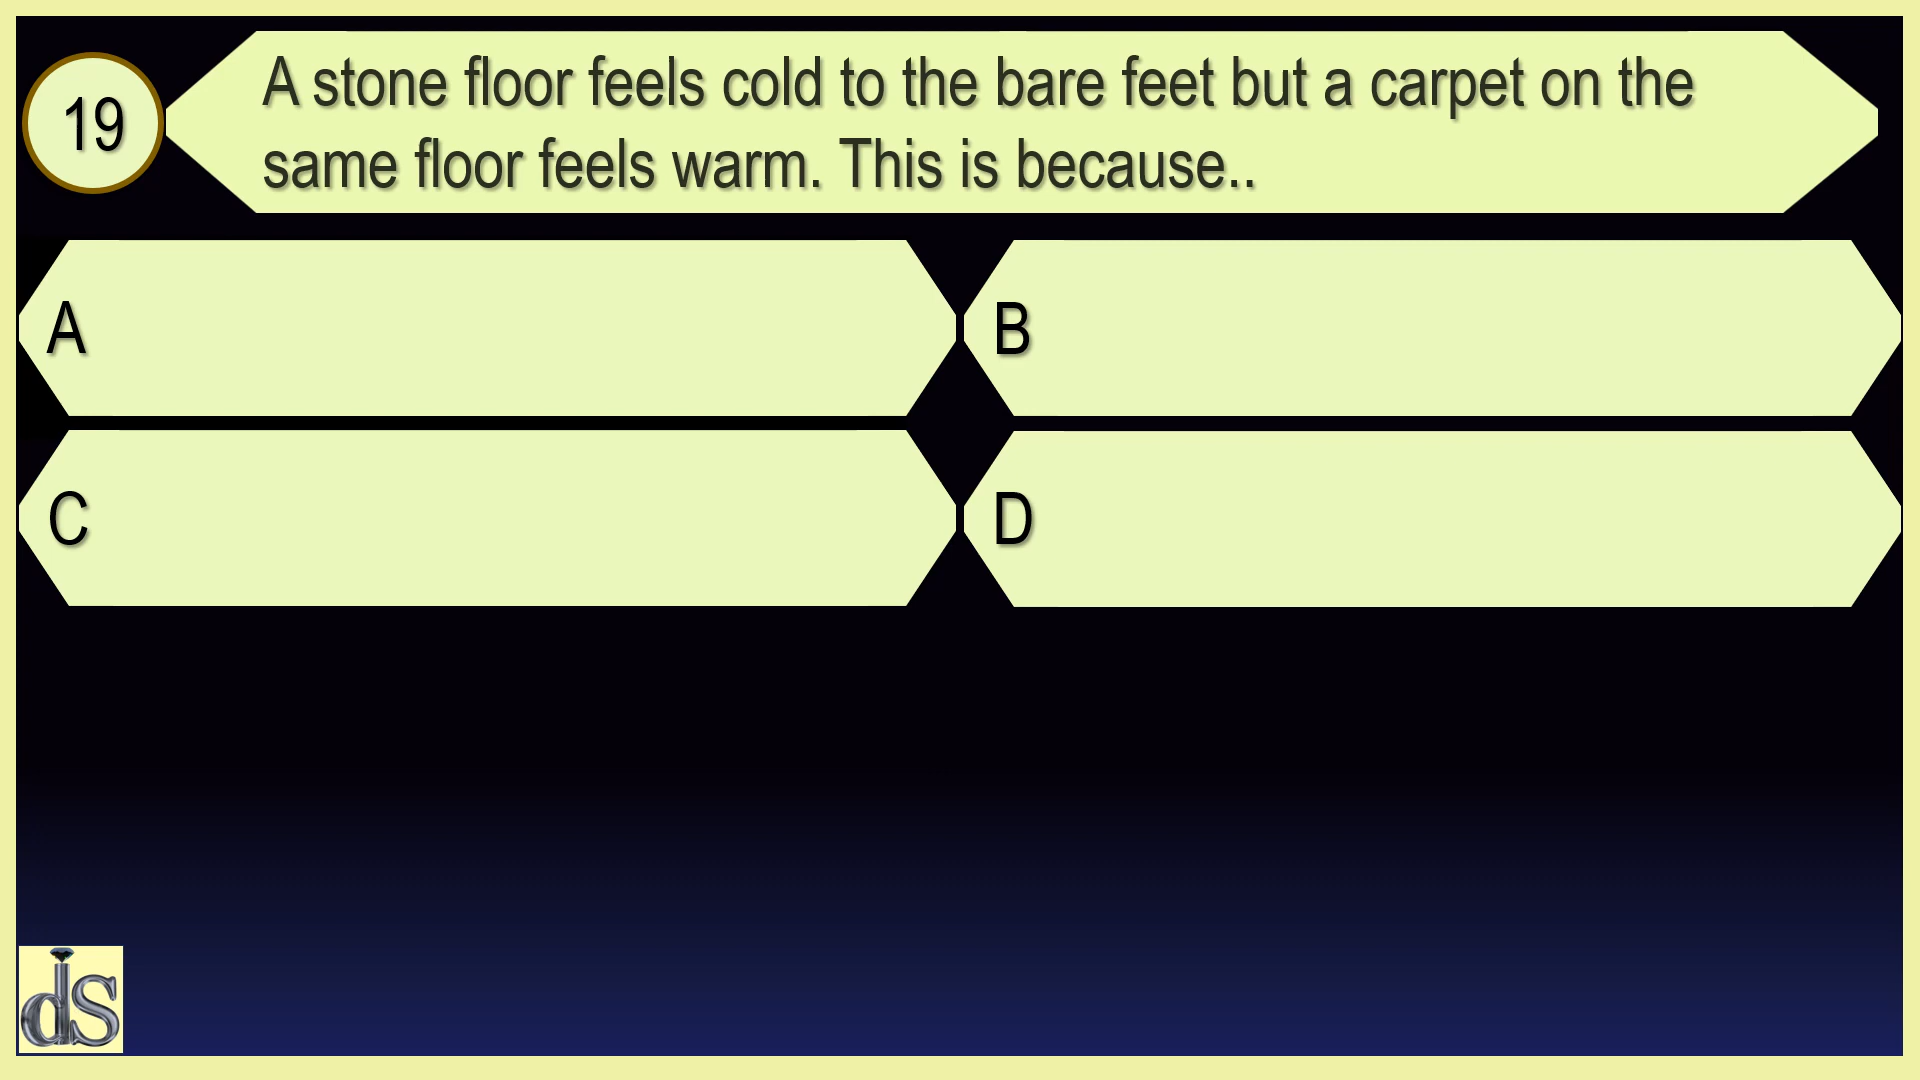 19
A stone floor feels cold to the bare feet but a carpet on the
same floor feels warm. This is because..
A
B
C
D
ds